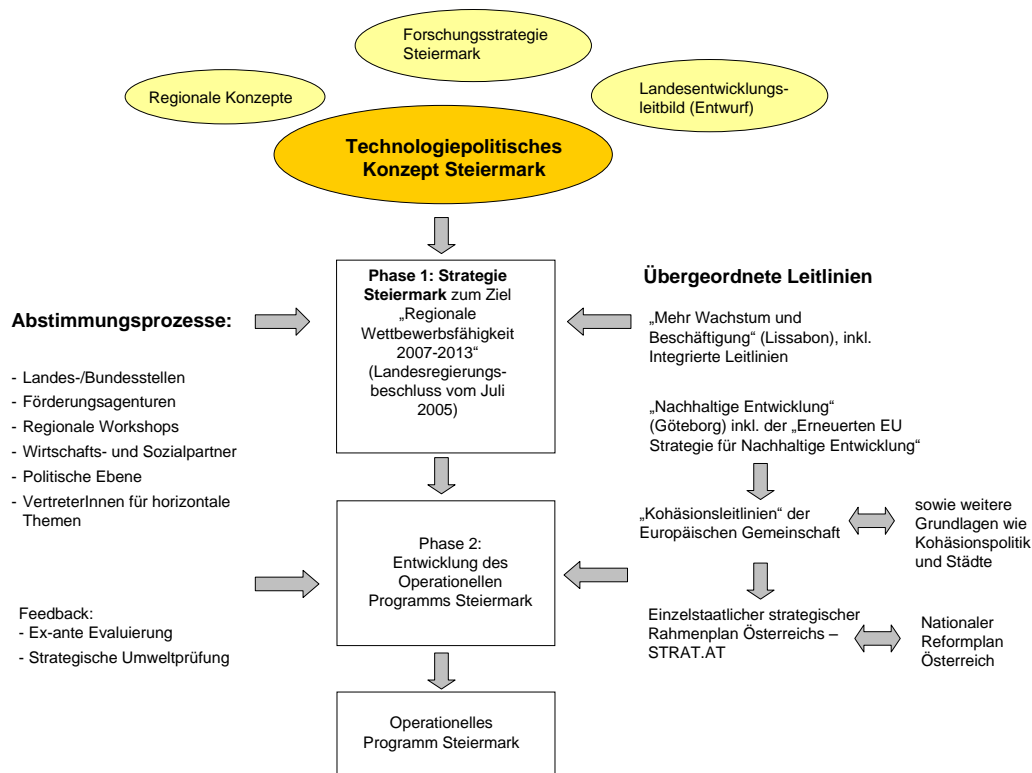 Forschungsstrategie
Steiermark
Regionale Konzepte
Landesentwicklungs-
leitbild (Entwurf)
Technologiepolitisches
Konzept Steiermark
Phase 1: Strategie
Steiermark zum Ziel
„Regionale
Wettbewerbsfähigkeit
2007-2013“
(Landesregierungs-
beschluss vom Juli
2005)
Abstimmungsprozesse:
- Landes-/Bundesstellen
- Förderungsagenturen
- Regionale Workshops
- Wirtschafts- und Sozialpartner
- Politische Ebene
- VertreterInnen für horizontale
Themen
Übergeordnete Leitlinien
„Mehr Wachstum und
Beschäftigung“ (Lissabon), inkl.
Integrierte Leitlinien
„Nachhaltige Entwicklung“
(Göteborg) inkl. der „Erneuerten EU
Strategie für Nachhaltige Entwicklung“
„Kohäsionsleitlinien“ der
Europäischen Gemeinschaft
sowie weitere
Grundlagen wie
Kohäsionspolitik
und Städte
Phase 2:
Entwicklung des
Operationellen
Programms Steiermark
Feedback:
- Ex-ante Evaluierung
- Strategische Umweltprüfung
Einzelstaatlicher strategischer
Rahmenplan Österreichs –
STRAT.AT
Nationaler
Reformplan
Österreich
Operationelles
Programm Steiermark